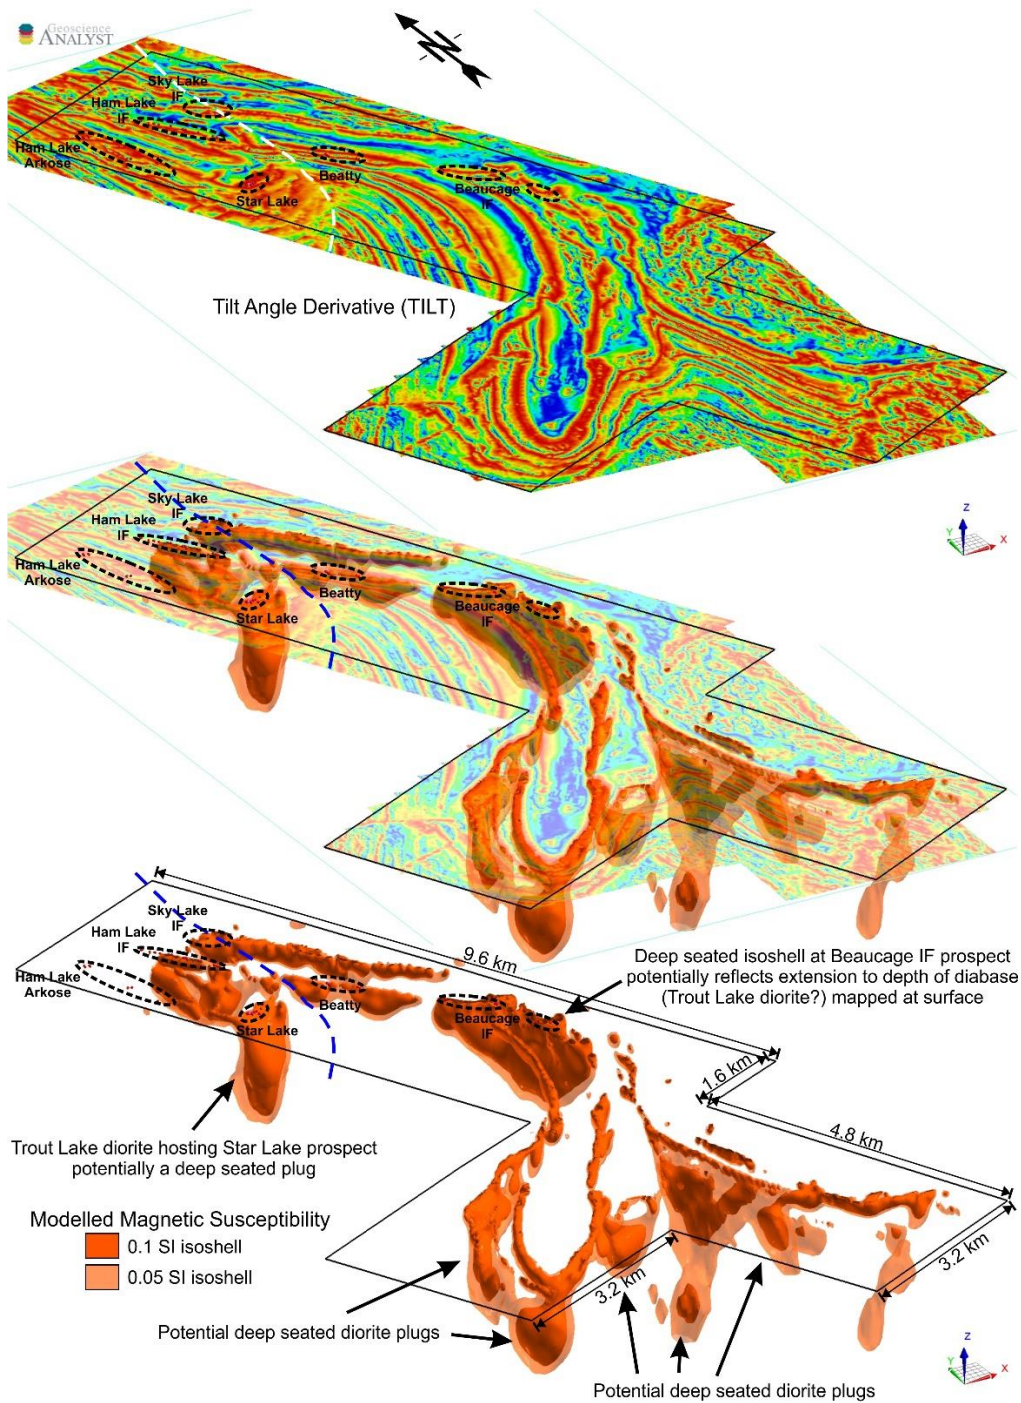 Geoscience
ANALYST
N
Sky Lake
IF
Ham Lake
IF
Ham Lake
Arkose
Star Lake
Beatty
Beaucage
IF
Tilt Angle Derivative (TILT)
Z
Y
X
Sky Lake
IF
Ham Lake
IF
Ham Lake
Arkose
Star Lake
Beatty
Beaucage
IF
Sky Lake
IF
Ham Lake
IF
Ham Lake
Arkose
Star Lake
Beatty
Beaucage
IF
9.6 km
Deep seated isoshell at Beaucage IF prospect
potentially reflects extension to depth of diabase
(Trout Lake diorite?) mapped at surface
1.6 km
4.8 km
3.2 km
3.2 km
Trout Lake diorite hosting Star Lake prospect
potentially a deep seated plug
Modelled Magnetic Susceptibility
0.1 SI isoshell
0.05 SI isoshell
Potential deep seated diorite plugs
Potential deep seated diorite plugs
Z
Y
X